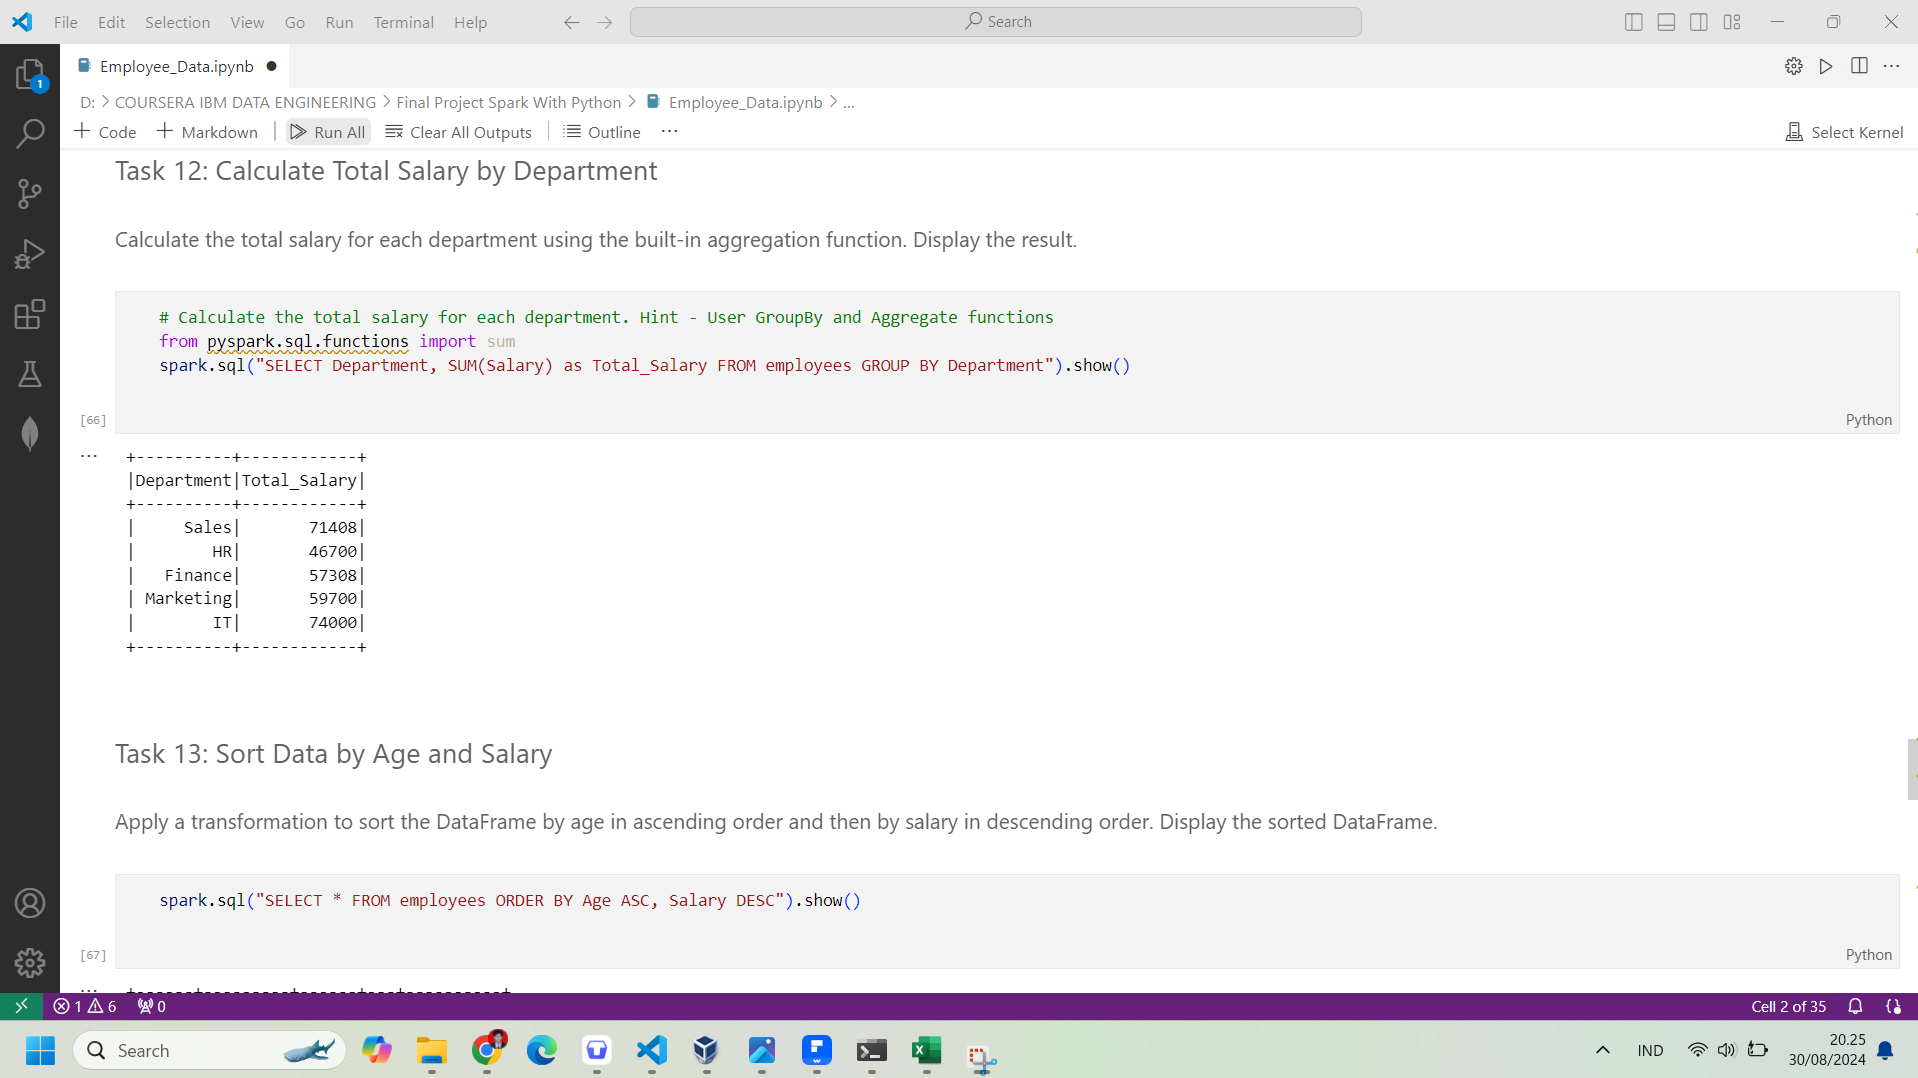 File Edit Selection View Go Run Terminal Help
Search
Employee_Data.ipynb
D: > COURSERA IBM DATA ENGINEERING > Final Project Spark With Python > Employee_Data.ipynb > ...
+ Code + Markdown Run All Clear All Outputs Outline ...
Select Kernel
1
Task 12: Calculate Total Salary by Department
Calculate the total salary for each department using the built-in aggregation function. Display the result.
# Calculate the total salary for each department. Hint - User GroupBy and Aggregate functions
from pyspark.sql.functions import sum
spark.sql("SELECT Department, SUM(Salary) as Total_Salary FROM employees GROUP BY Department").show()
[66]
Python
...
+----------+------------+
|Department|Total_Salary|
+----------+------------+
|     Sales|       71408|
|        HR|       46700|
|   Finance|       57308|
| Marketing|       59700|
|        IT|       74000|
+----------+------------+
Task 13: Sort Data by Age and Salary
Apply a transformation to sort the DataFrame by age in ascending order and then by salary in descending order. Display the sorted DataFrame.
spark.sql("SELECT * FROM employees ORDER BY Age ASC, Salary DESC").show()
[67]
Python
...
1 6 0
Cell 2 of 35
Search
IND
20.25
30/08/2024